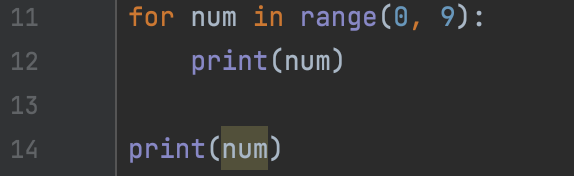 11 for num in range(0, 9):
12     print(num)
13
14 print(num)